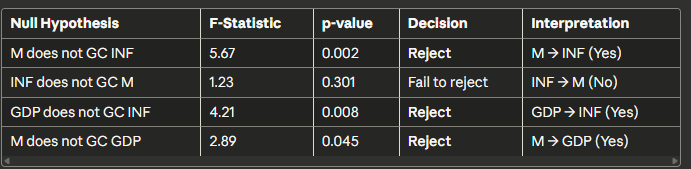 Null Hypothesis F-Statistic p-value Decision Interpretation
M does not GC INF 5.67 0.002 Reject M → INF (Yes)
INF does not GC M 1.23 0.301 Fail to reject INF → M (No)
GDP does not GC INF 4.21 0.008 Reject GDP → INF (Yes)
M does not GC GDP 2.89 0.045 Reject M → GDP (Yes)